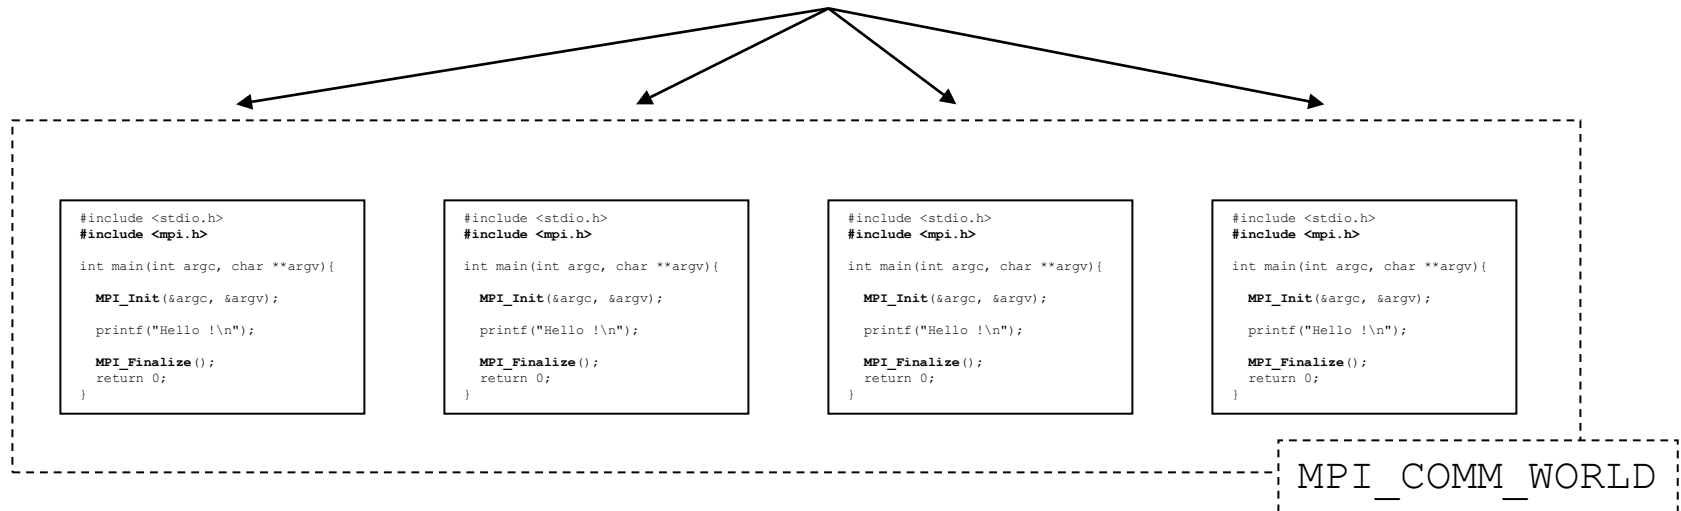 #include <stdio.h>
#include <mpi.h>
int main(int argc, char **argv){
MPI_Init(&argc, &argv);
printf("Hello !\n");
MPI_Finalize();
return 0;
}
#include <stdio.h>
#include <mpi.h>
int main(int argc, char **argv){
MPI_Init(&argc, &argv);
printf("Hello !\n");
MPI_Finalize();
return 0;
}
#include <stdio.h>
#include <mpi.h>
int main(int argc, char **argv){
MPI_Init(&argc, &argv);
printf("Hello !\n");
MPI_Finalize();
return 0;
}
#include <stdio.h>
#include <mpi.h>
int main(int argc, char **argv){
MPI_Init(&argc, &argv);
printf("Hello !\n");
MPI_Finalize();
return 0;
}
MPI_COMM_WORLD